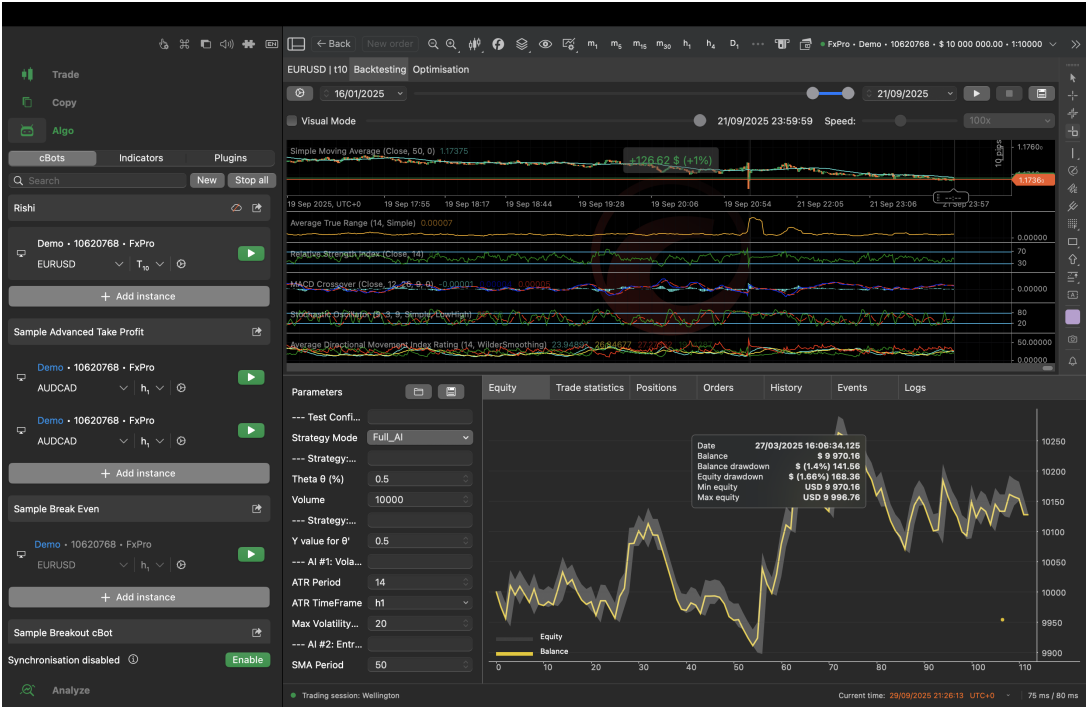 Back
New order
m1
m5
m15
m30
h1
h4
D1
FxPro • Demo • 10620768 • $ 10 000 000.00 • 1:10000
Trade
Copy
Algo
cBots
Indicators
Plugins
Search
New
Stop all
Rishi
Demo • 10620768 • FxPro
EURUSD
T10
+ Add instance
Sample Advanced Take Profit
Demo • 10620768 • FxPro
AUDCAD
h1
Demo • 10620768 • FxPro
AUDCAD
h1
+ Add instance
Sample Break Even
Demo • 10620768 • FxPro
EURUSD
h1
+ Add instance
Sample Breakout cBot
Synchronisation disabled
Enable
Analyze
EURUSD | t10
Backtesting
Optimisation
16/01/2025
21/09/2025
Visual Mode
21/09/2025 23:59:59
Speed:
100x
Simple Moving Average (Close, 50, 0) 1.17375
+126.62 $ (+1%)
10 pips
1.1760
1.1736
19 Sep 2025, UTC+0
19 Sep 17:55
19 Sep 18:17
19 Sep 18:44
19 Sep 19:28
19 Sep 20:06
19 Sep 20:54
21 Sep 22:05
21 Sep 23:06
21 Sep 23:57
--:--
Average True Range (14, Simple) 0.00007
0.00000
Relative Strength Index (Close, 14)
70
30
MACD Crossover (Close, 12, 26, 9, 0) -0.00001
0.00000
Stochastic Oscillator (9, 3, 9, Simple, LowHigh)
80
20
Average Directional Movement Index Rating (14, WilderSmoothing)
50.00000
0.00000
Parameters
--- Test Confi...
Strategy Mode
Full_AI
--- Strategy:...
Theta θ (%)
0.5
Volume
10000
--- Strategy:...
Y value for θ'
0.5
--- AI #1: Vola...
ATR Period
14
ATR TimeFrame
h1
Max Volatility...
20
--- AI #2: Entr...
SMA Period
50
Equity
Trade statistics
Positions
Orders
History
Events
Logs
Date 27/03/2025 16:06:34.125
Balance $ 9 970.16
Balance drawdown $ (1.4%) 141.56
Equity drawdown $ (1.66%) 168.36
Min equity USD 9 970.16
Max equity USD 9 996.76
10250
10200
10150
10100
10050
10000
9950
9900
Equity
Balance
0 10 20 30 40 50 60 70 80 90 100 110
Trading session: Wellington
Current time: 29/09/2025 21:26:13 UTC+0
75 ms / 80 ms